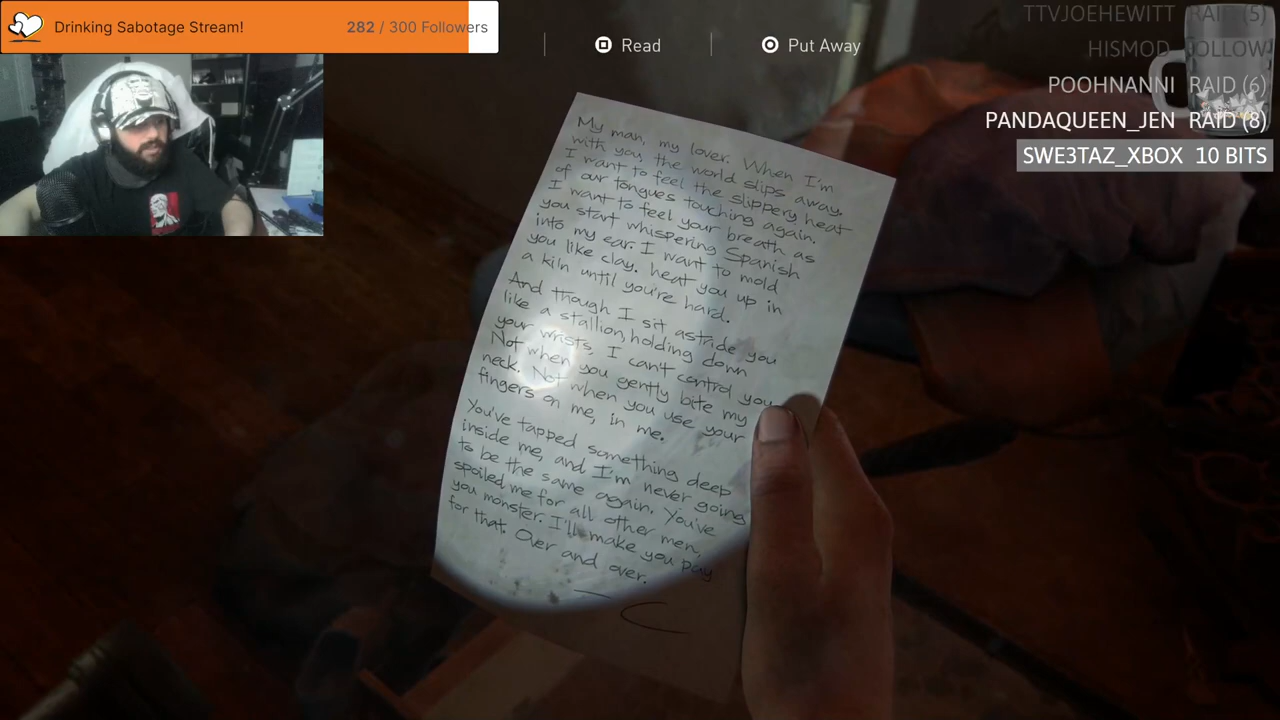 Drinking Sabotage Stream!
282 / 300 Followers
Read
Put Away
TTVJOEHEWITT RAID (5)
HISMOD FOLLOW
POOHNANNI RAID (6)
PANDAQUEEN_JEN RAID (8)
SWE3TAZ_XBOX 10 BITS
My man, my lover. When I'm
with you, the world slips away.
I want to feel the slippery heat
of our tongues touching again.
I want to feel your breath as
you start whispering Spanish
into my ear. I want to mold
you like clay. heat you up in
a kiln until you're hard.
And though I sit astride you
like a stallion, holding down
your wrists, I can't control you.
Not when you gently bite my
neck. Not when you use your
fingers on me, in me.
You've tapped something deep
inside me, and I'm never going
to be the same again. You've
spoiled me for all other men,
you monster. I'll make you pay
for that. Over and over.
- C